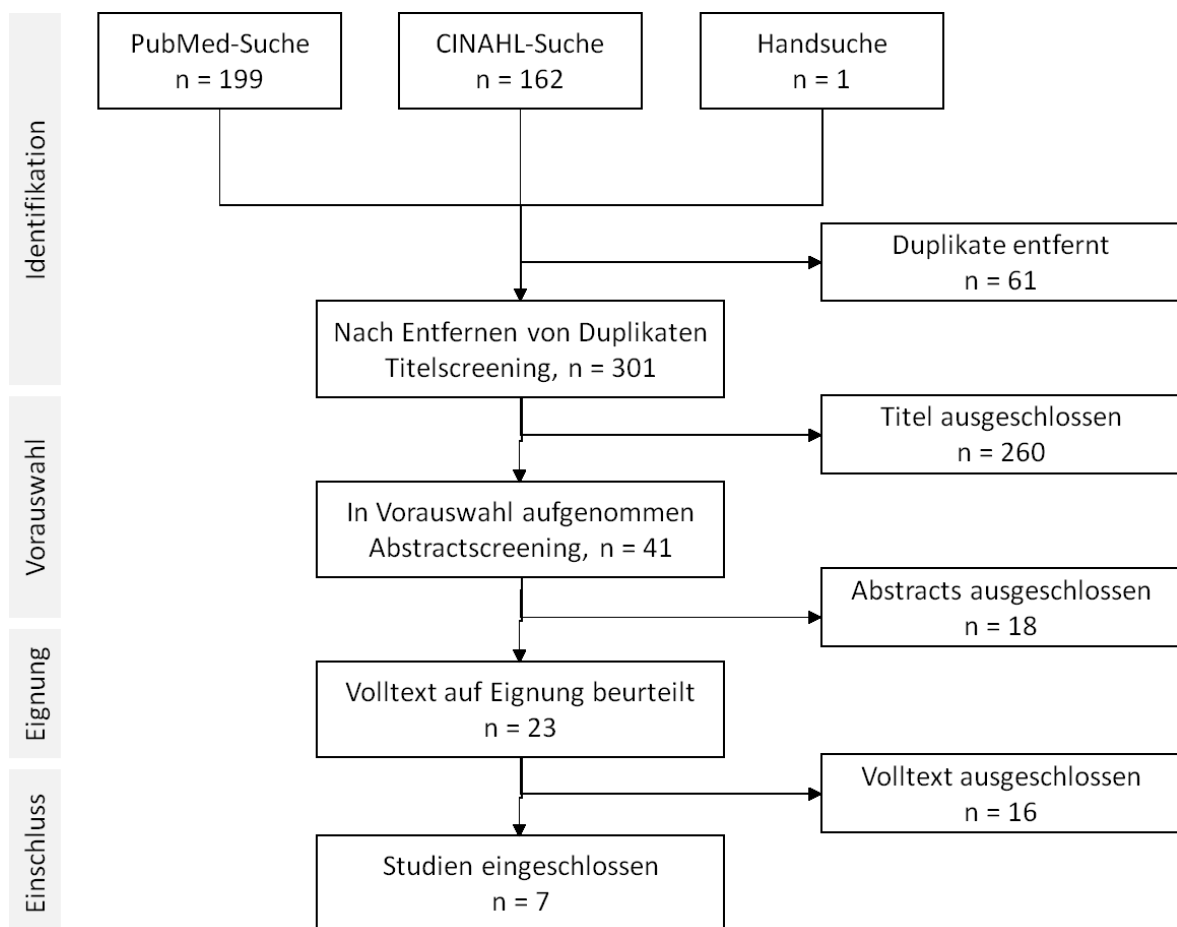 PubMed-Suche
n = 199
CINAHL-Suche
n = 162
Handsuche
n = 1
Identifikation
Duplikate entfernt
n = 61
Nach Entfernen von Duplikaten
Titelscreening, n = 301
Vorauswahl
Titel ausgeschlossen
n = 260
In Vorauswahl aufgenommen
Abstractscreening, n = 41
Abstracts ausgeschlossen
n = 18
Eignung
Volltext auf Eignung beurteilt
n = 23
Einschluss
Volltext ausgeschlossen
n = 16
Studien eingeschlossen
n = 7